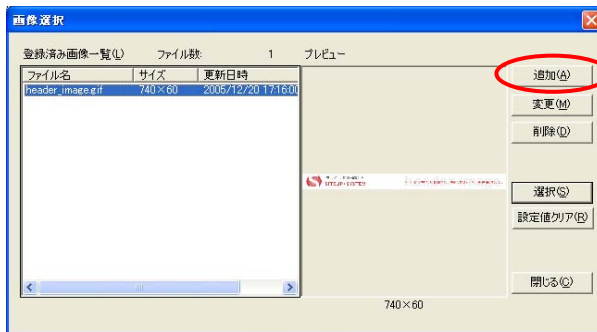 画像選択
登録済み画像一覧(L) ファイル数: 1 プレビュー
ファイル名 サイズ 更新日時
header_image.gif 740×60 2005/12/20 17:16:00
追加(A)
変更(M)
削除(D)
選択(S)
設定値クリア(R)
閉じる(C)
740×60